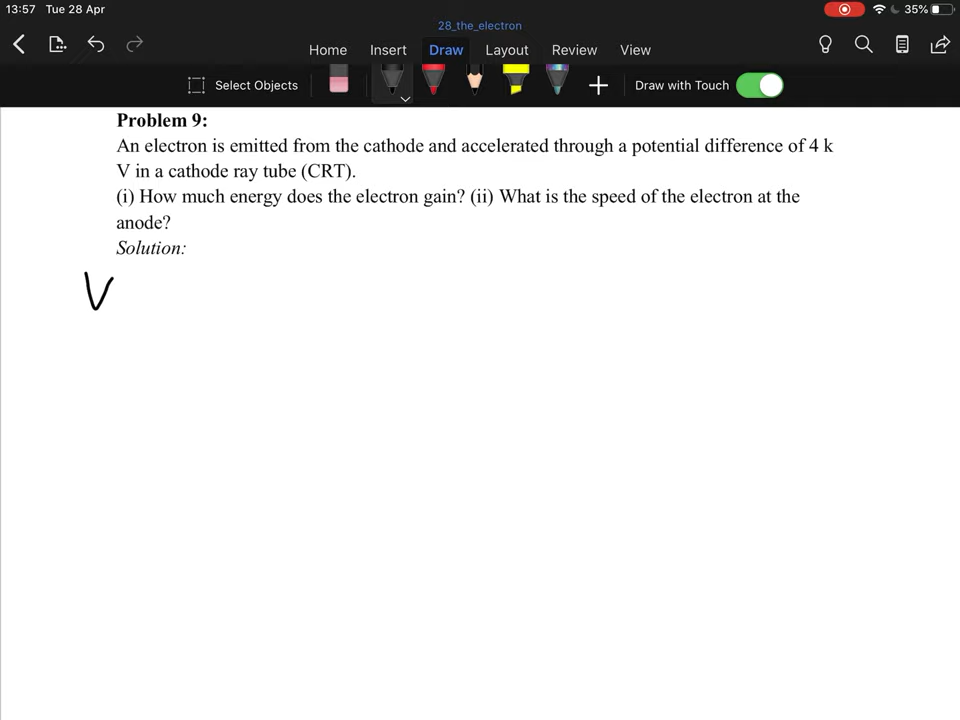 13:57 Tue 28 Apr 35%
28_the_electron
Home Insert Draw Layout Review View
Select Objects Draw with Touch
Problem 9:
An electron is emitted from the cathode and accelerated through a potential difference of 4 k
V in a cathode ray tube (CRT).
(i) How much energy does the electron gain? (ii) What is the speed of the electron at the
anode?
Solution:
V